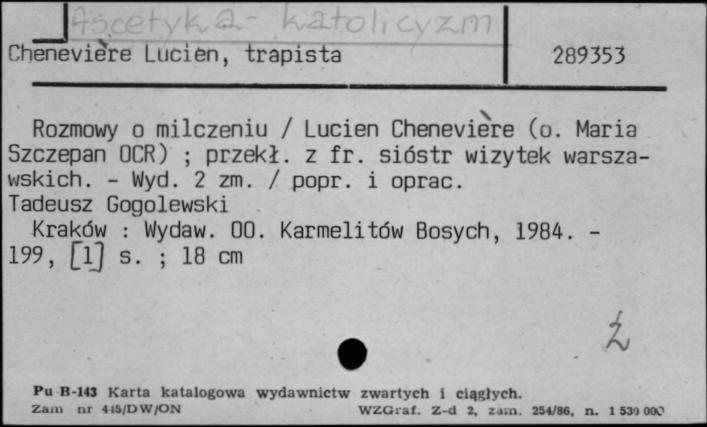 Ascetyka - katolicyzm
Chenevière Lucien, trapista 289353
Rozmowy o milczeniu / Lucien Chenevière (o. Maria
Szczepan OCR) ; przekł. z fr. sióstr wizytek warsza-
wskich. - Wyd. 2 zm. / popr. i oprac.
Tadeusz Gogolewski
Kraków : Wydaw. OO. Karmelitów Bosych, 1984. -
199, [1] s. ; 18 cm
Pu B-143 Karta katalogowa wydawnictw zwartych i ciągłych.
Zam nr 445/DW/ON WZGraf. Z-d 2, zam. 254/86, n. 1 530 000